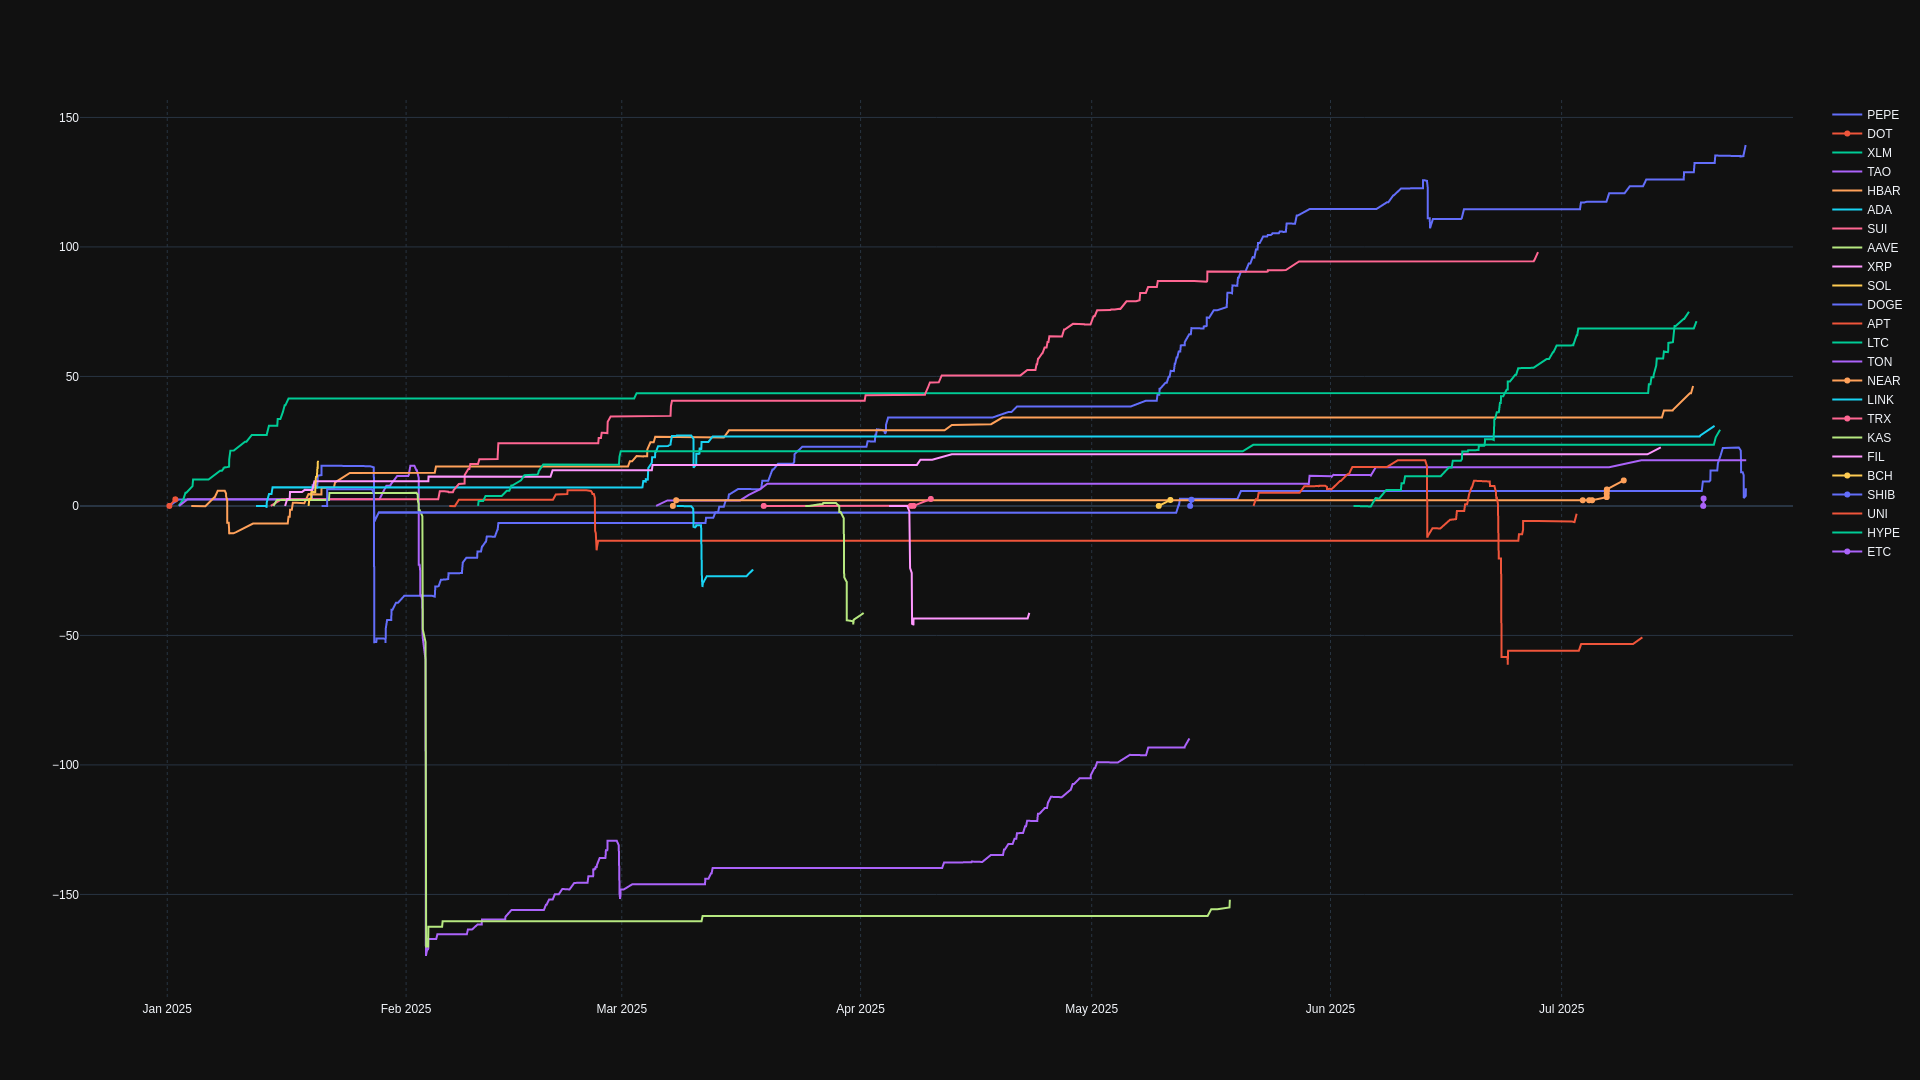 150
100
50
0
−50
−100
−150
Jan 2025
Feb 2025
Mar 2025
Apr 2025
May 2025
Jun 2025
Jul 2025
PEPE
DOT
XLM
TAO
HBAR
ADA
SUI
AAVE
XRP
SOL
DOGE
APT
LTC
TON
NEAR
LINK
TRX
KAS
FIL
BCH
SHIB
UNI
HYPE
ETC